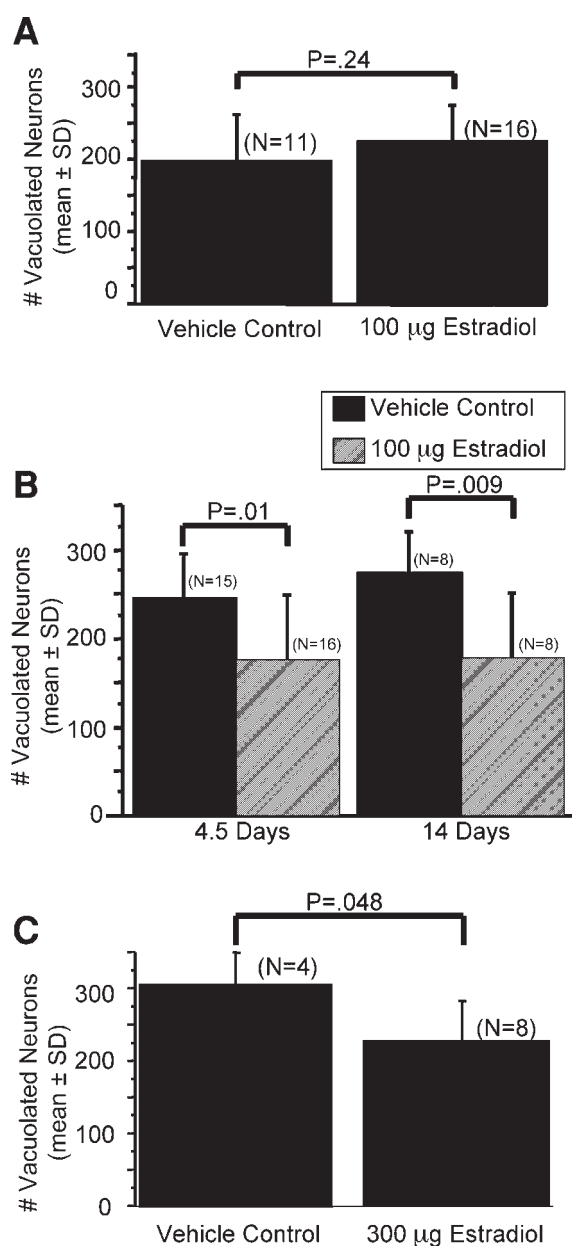 A
P=.24
# Vacuolated Neurons
(mean ± SD)
300
200
100
0
(N=11)
(N=16)
Vehicle Control
100 µg Estradiol
Vehicle Control
100 µg Estradiol
B
P=.01
P=.009
# Vacuolated Neurons
(mean ± SD)
300
200
100
0
(N=15)
(N=16)
(N=8)
(N=8)
4.5 Days
14 Days
C
P=.048
# Vacuolated Neurons
(mean ± SD)
300
200
100
0
(N=4)
(N=8)
Vehicle Control
300 µg Estradiol